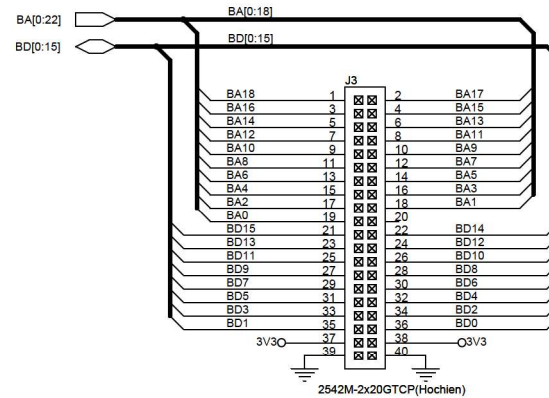 BA[0:22] BA[0:18]
BD[0:15] BD[0:15]
J3
BA18 1 2 BA17
BA16 3 4 BA15
BA14 5 6 BA13
BA12 7 8 BA11
BA10 9 10 BA9
BA8 11 12 BA7
BA6 13 14 BA5
BA4 15 16 BA3
BA2 17 18 BA1
BA0 19 20
BD15 21 22 BD14
BD13 23 24 BD12
BD11 25 26 BD10
BD9 27 28 BD8
BD7 29 30 BD6
BD5 31 32 BD4
BD3 33 34 BD2
BD1 35 36 BD0
3V3 37 38 3V3
39 40
2542M-2x20GTCP(Hochien)